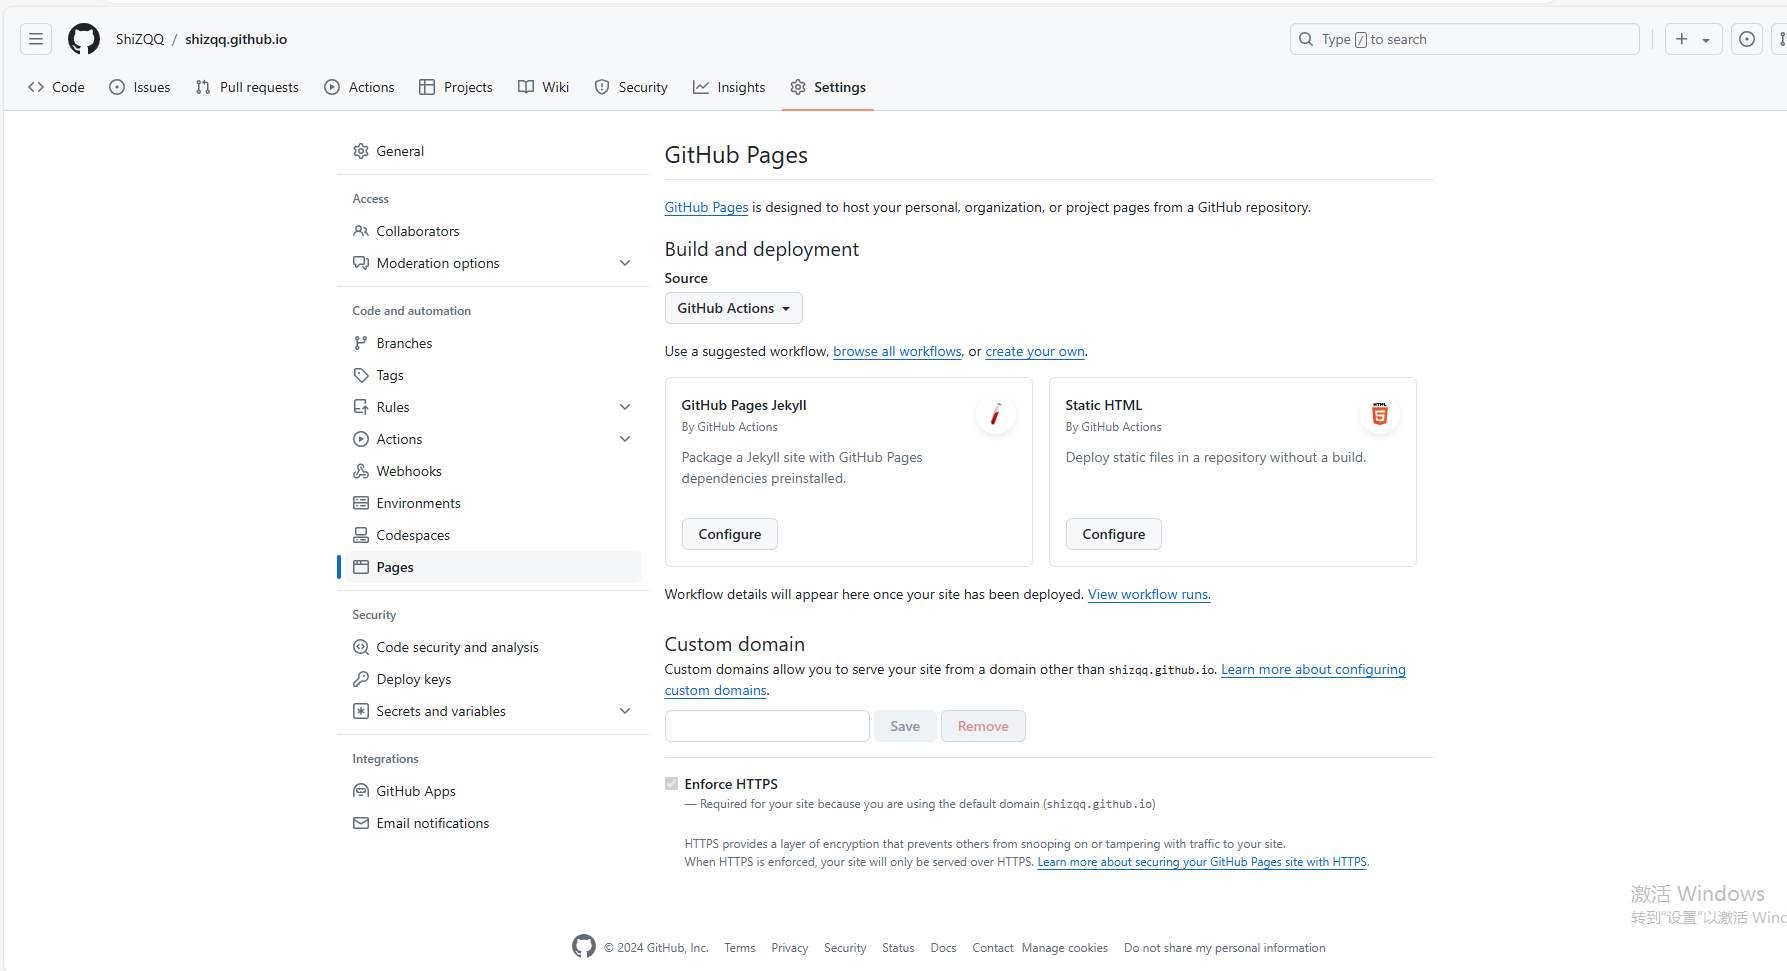 ShiZQQ / shizqq.github.io
Type / to search
Code Issues Pull requests Actions Projects Wiki Security Insights Settings
General
Access
Collaborators
Moderation options
Code and automation
Branches
Tags
Rules
Actions
Webhooks
Environments
Codespaces
Pages
Security
Code security and analysis
Deploy keys
Secrets and variables
Integrations
GitHub Apps
Email notifications
GitHub Pages
GitHub Pages is designed to host your personal, organization, or project pages from a GitHub repository.
Build and deployment
Source
GitHub Actions
Use a suggested workflow, browse all workflows, or create your own.
GitHub Pages Jekyll
By GitHub Actions
Package a Jekyll site with GitHub Pages
dependencies preinstalled.
Configure
Static HTML
By GitHub Actions
HTML
5
Deploy static files in a repository without a build.
Configure
Workflow details will appear here once your site has been deployed. View workflow runs.
Custom domain
Custom domains allow you to serve your site from a domain other than shizqq.github.io. Learn more about configuring
custom domains.
Save Remove
Enforce HTTPS
— Required for your site because you are using the default domain (shizqq.github.io)
HTTPS provides a layer of encryption that prevents others from snooping on or tampering with traffic to your site.
When HTTPS is enforced, your site will only be served over HTTPS. Learn more about securing your GitHub Pages site with HTTPS.
激活 Windows
转到"设置"以激活 Winc
© 2024 GitHub, Inc. Terms Privacy Security Status Docs Contact Manage cookies Do not share my personal information